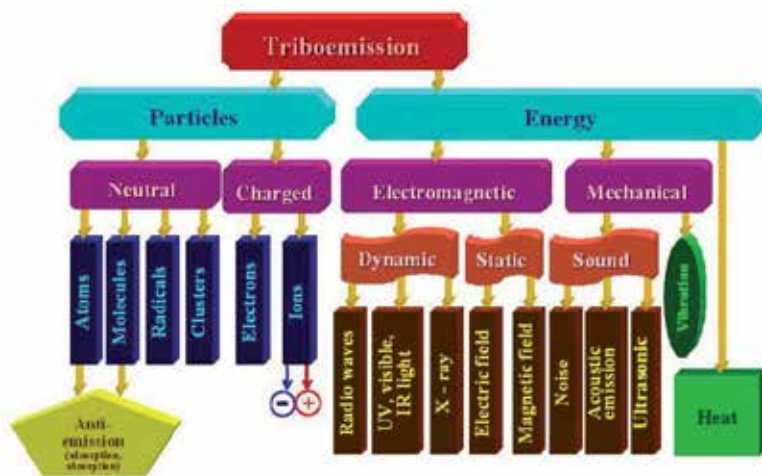 Triboemission
Particles
Energy
Neutral
Charged
Electromagnetic
Mechanical
Dynamic
Static
Sound
Atoms
Molecules
Radicals
Clusters
Electrons
Ions
Radio waves
UV, visible,
IR light
X - ray
Electric field
Magnetic field
Noise
Acoustic
emission
Ultrasonic
Vibration
Heat
− +
Anti-
emission
absorption)